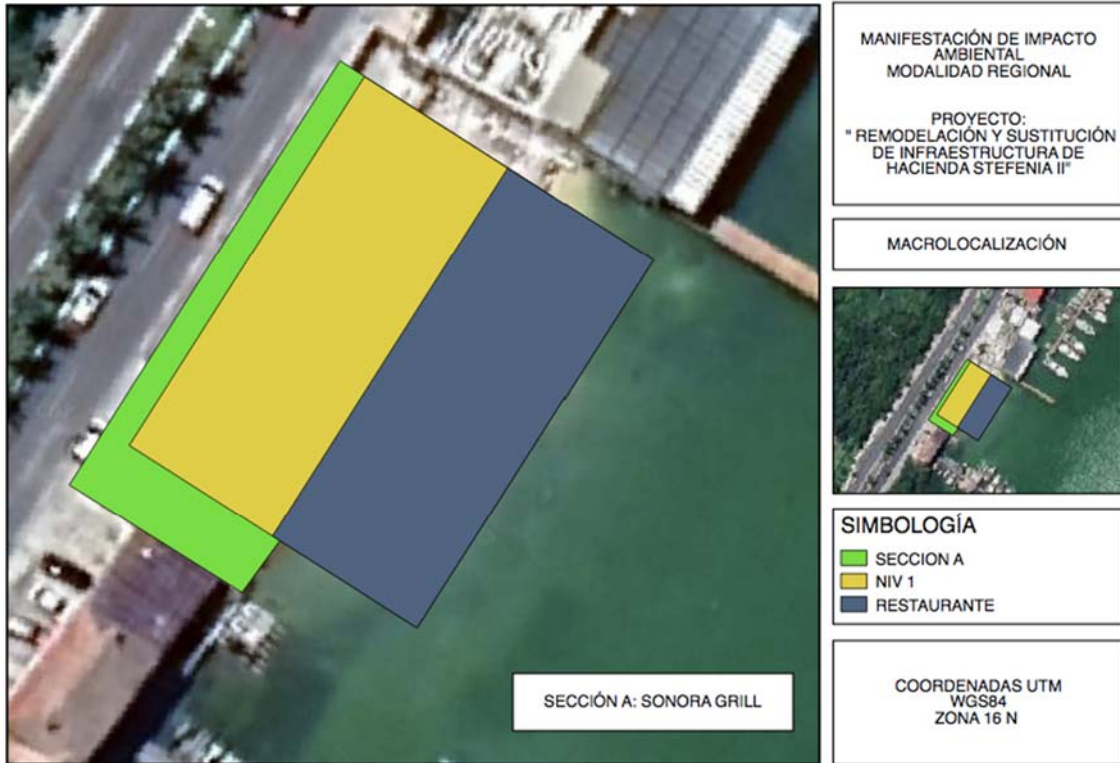 MANIFESTACIÓN DE IMPACTO
AMBIENTAL
MODALIDAD REGIONAL
PROYECTO:
" REMODELACIÓN Y SUSTITUCIÓN
DE INFRAESTRUCTURA DE
HACIENDA STEFENIA II"
MACROLOCALIZACIÓN
SIMBOLOGÍA
SECCION A
NIV 1
RESTAURANTE
SECCIÓN A: SONORA GRILL
COORDENADAS UTM
WGS84
ZONA 16 N